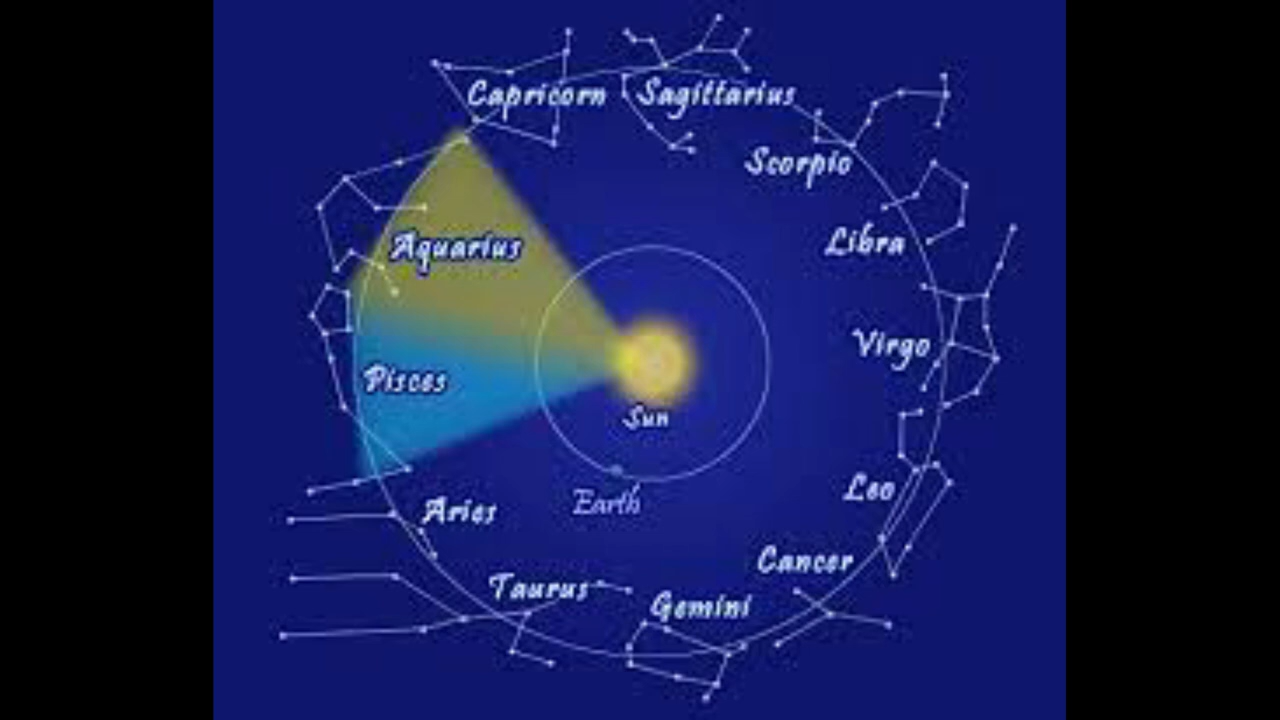 Capricorn
Sagittarius
Scorpio
Aquarius
Libra
Virgo
Pisces
Sun
Leo
Earth
Aries
Cancer
Taurus
Gemini